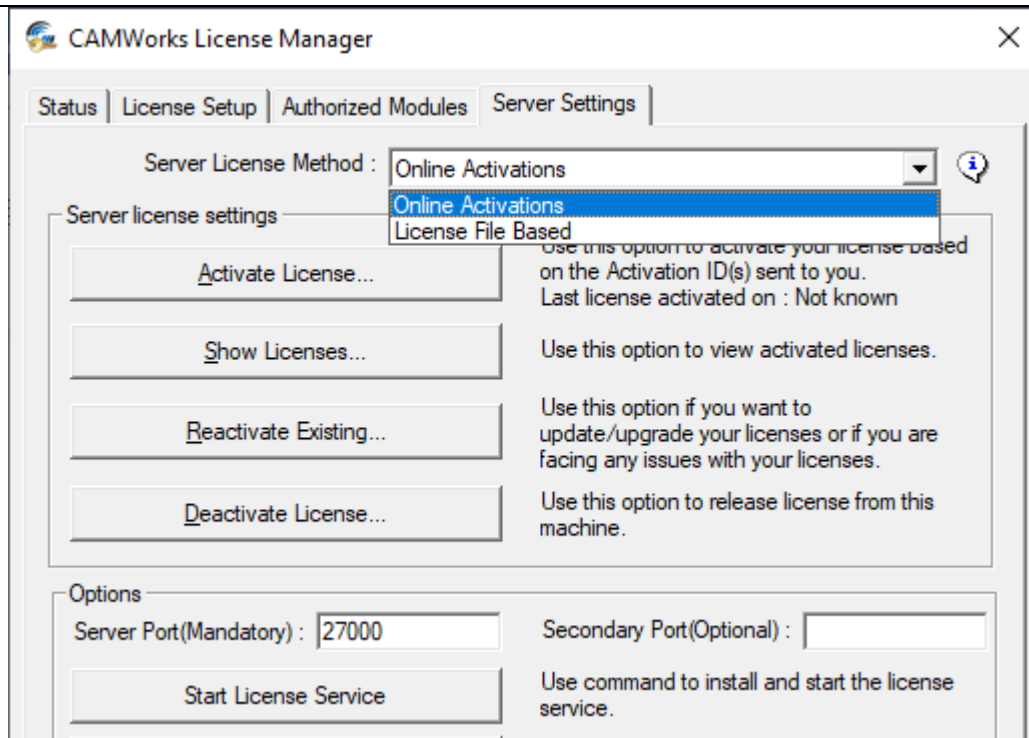 CAMWorks License Manager
Status License Setup Authorized Modules Server Settings
Server License Method : Online Activations
Online Activations
License File Based
Server license settings
Activate License...
Use this option to activate your license based
on the Activation ID(s) sent to you.
Last license activated on : Not known
Show Licenses...
Use this option to view activated licenses.
Reactivate Existing...
Use this option if you want to
update/upgrade your licenses or if you are
facing any issues with your licenses.
Deactivate License...
Use this option to release license from this
machine.
Options
Server Port(Mandatory) : 27000
Secondary Port(Optional) :
Start License Service
Use command to install and start the license
service.